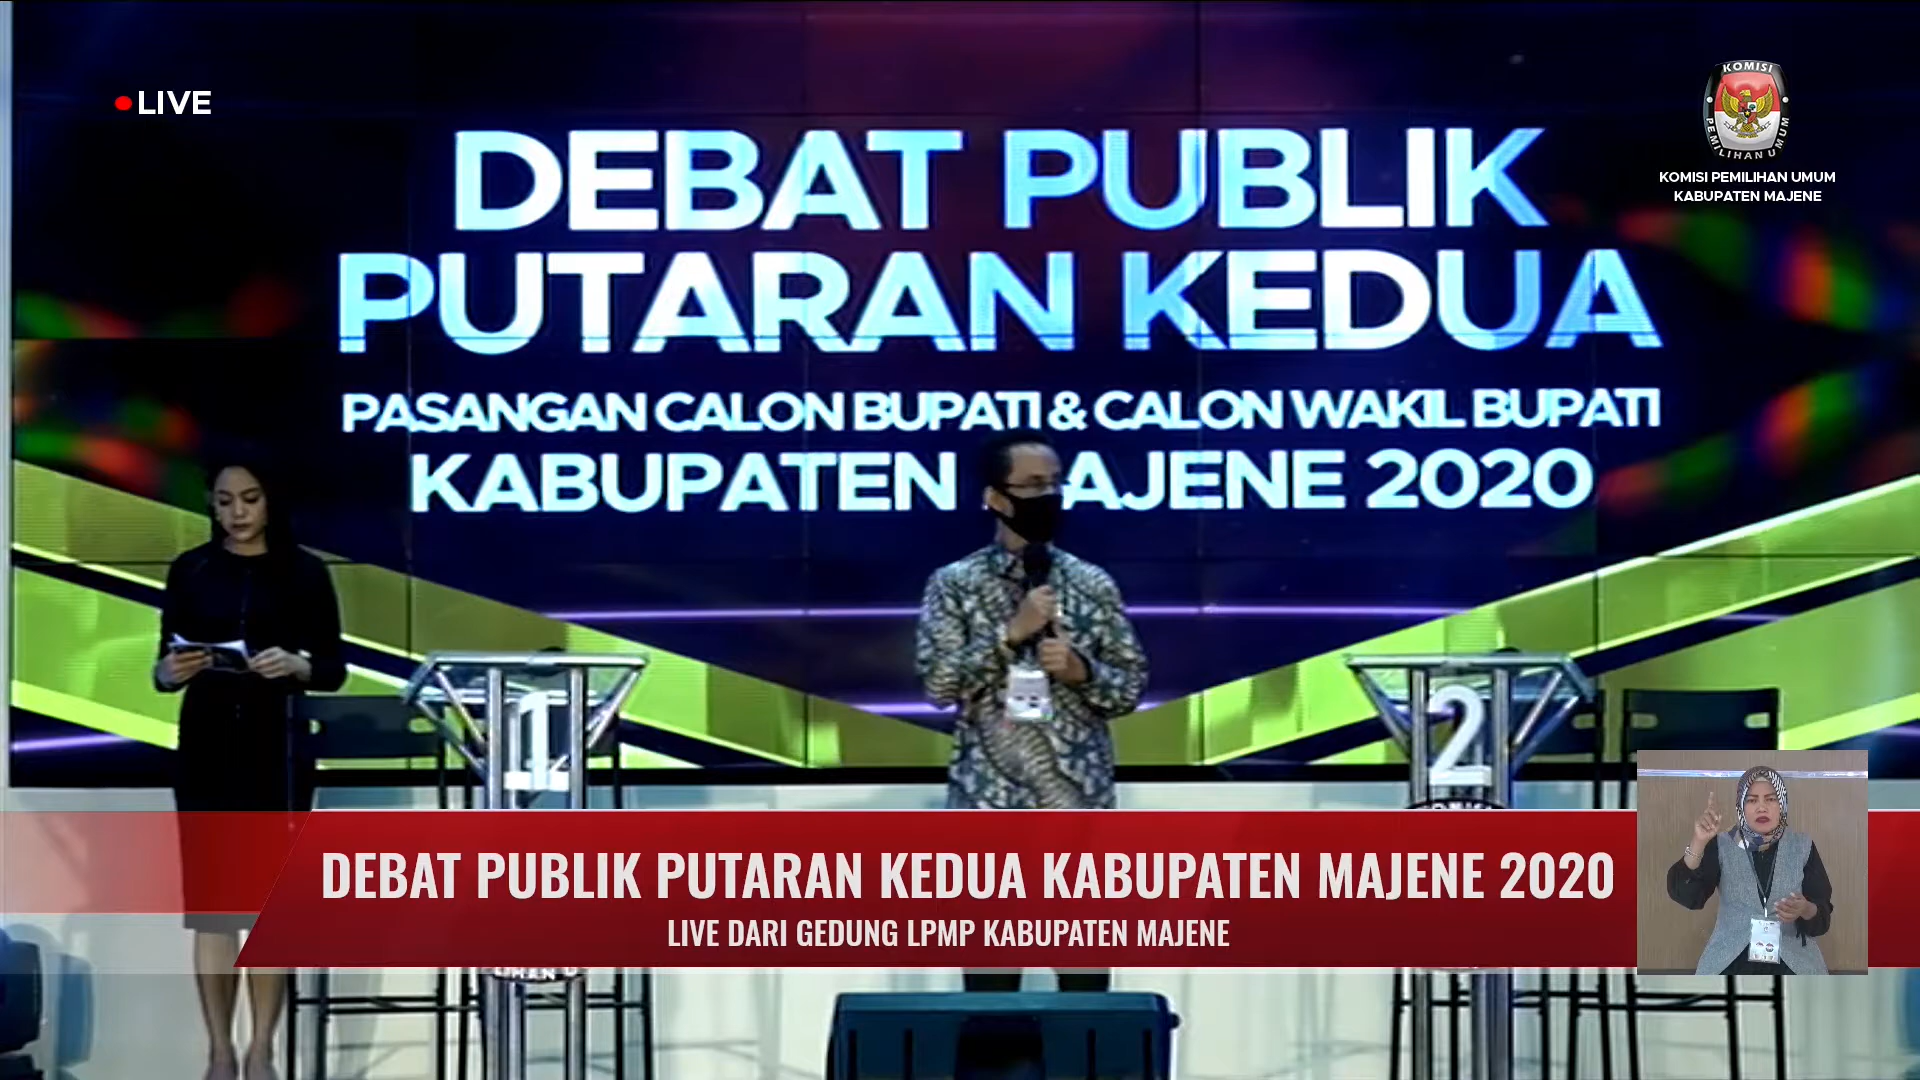 LIVE
KOMISI
PEMILIHAN UMUM
KOMISI PEMILIHAN UMUM
KABUPATEN MAJENE
DEBAT PUBLIK
PUTARAN KEDUA
PASANGAN CALON BUPATI & CALON WAKIL BUPATI
KABUPATEN MAJENE 2020
1
2
DEBAT PUBLIK PUTARAN KEDUA KABUPATEN MAJENE 2020
LIVE DARI GEDUNG LPMP KABUPATEN MAJENE